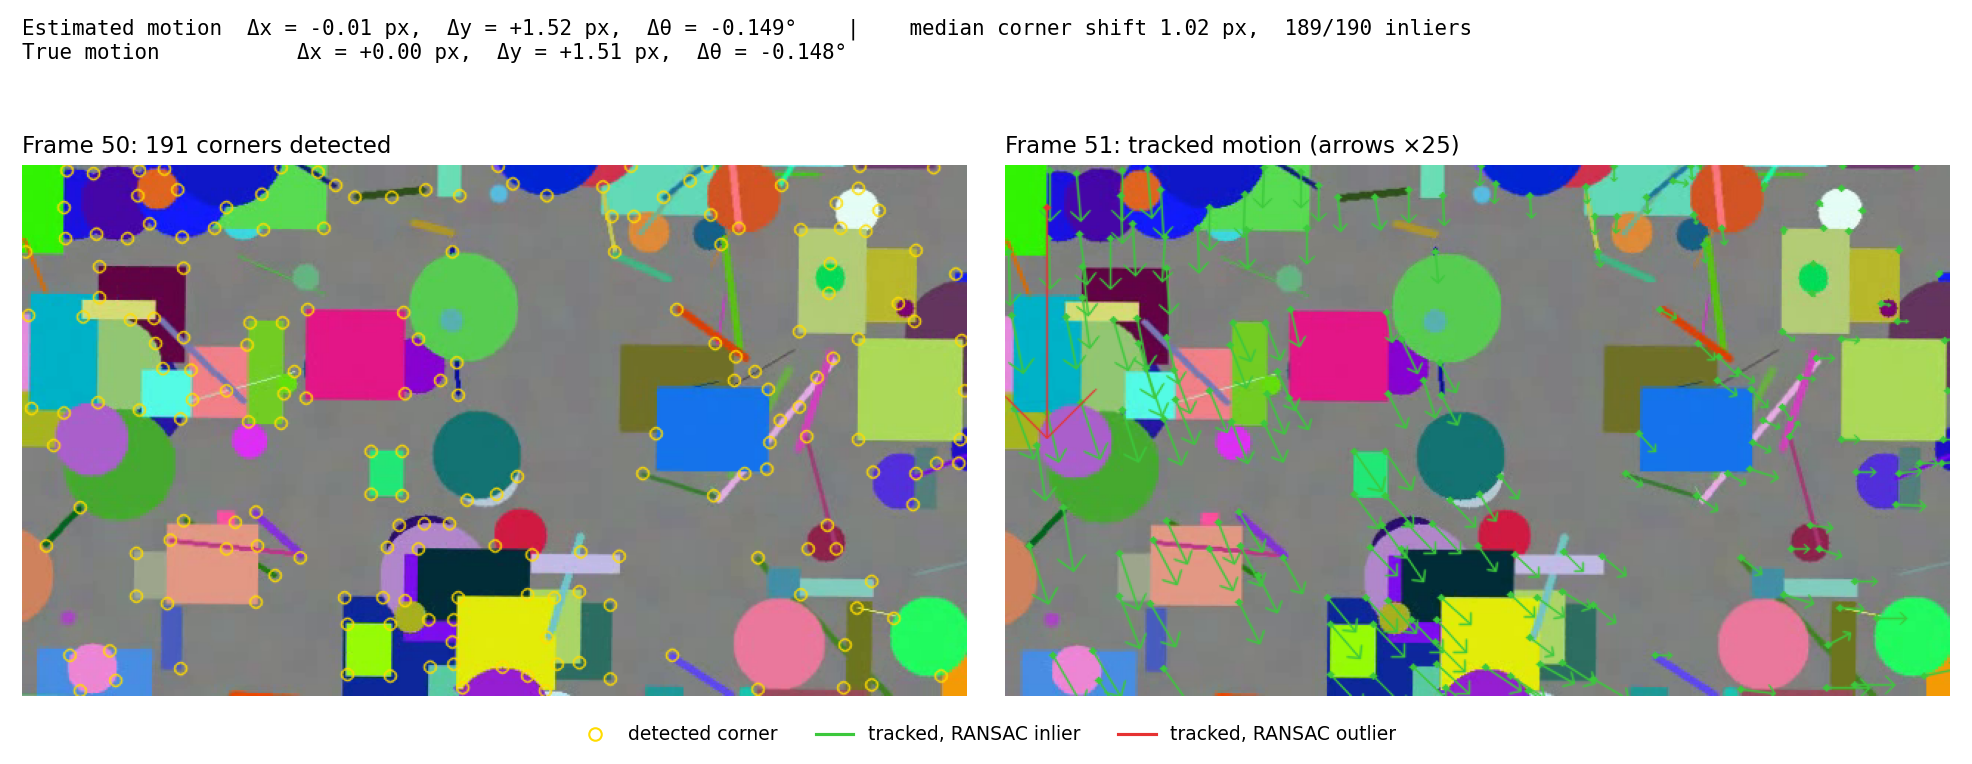 Estimated motion  Δx = -0.01 px,  Δy = +1.52 px,  Δθ = -0.149°    |    median corner shift 1.02 px,  189/190 inliers
True motion           Δx = +0.00 px,  Δy = +1.51 px,  Δθ = -0.148°
Frame 50: 191 corners detected
Frame 51: tracked motion (arrows ×25)
detected corner
tracked, RANSAC inlier
tracked, RANSAC outlier